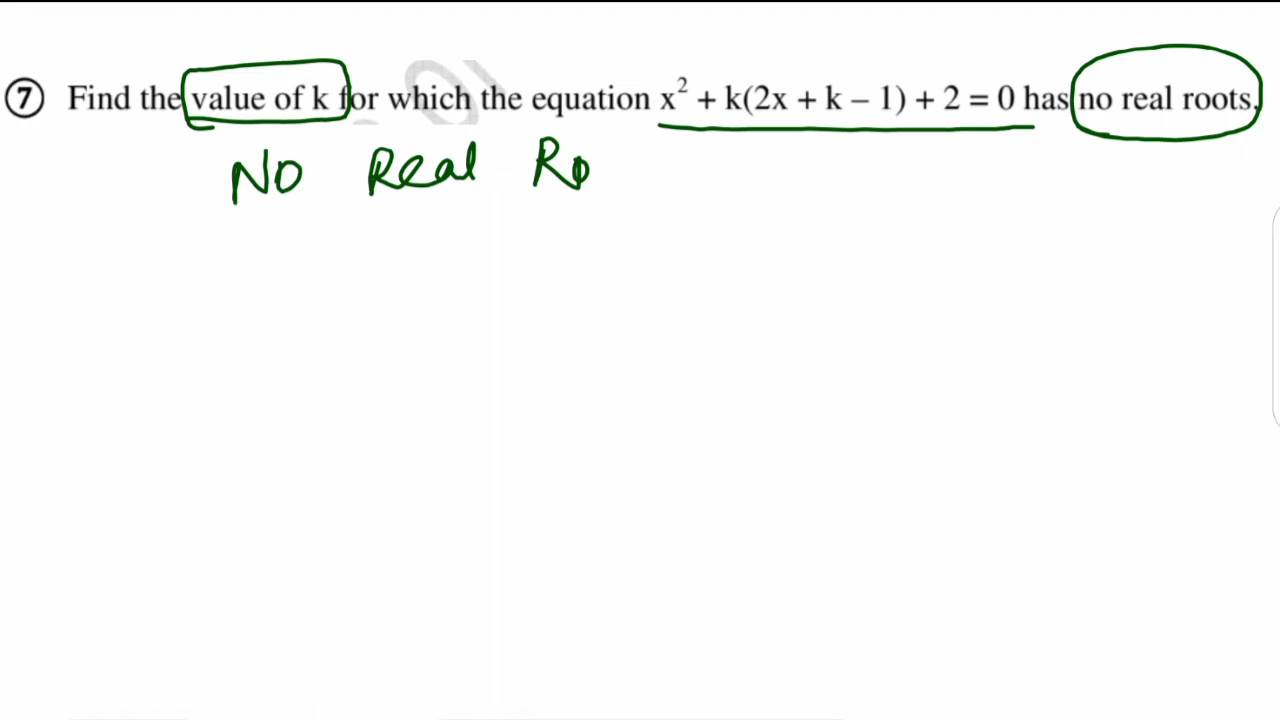 ⑦ Find the value of k for which the equation x² + k(2x + k – 1) + 2 = 0 has no real roots.
NO Real Ro